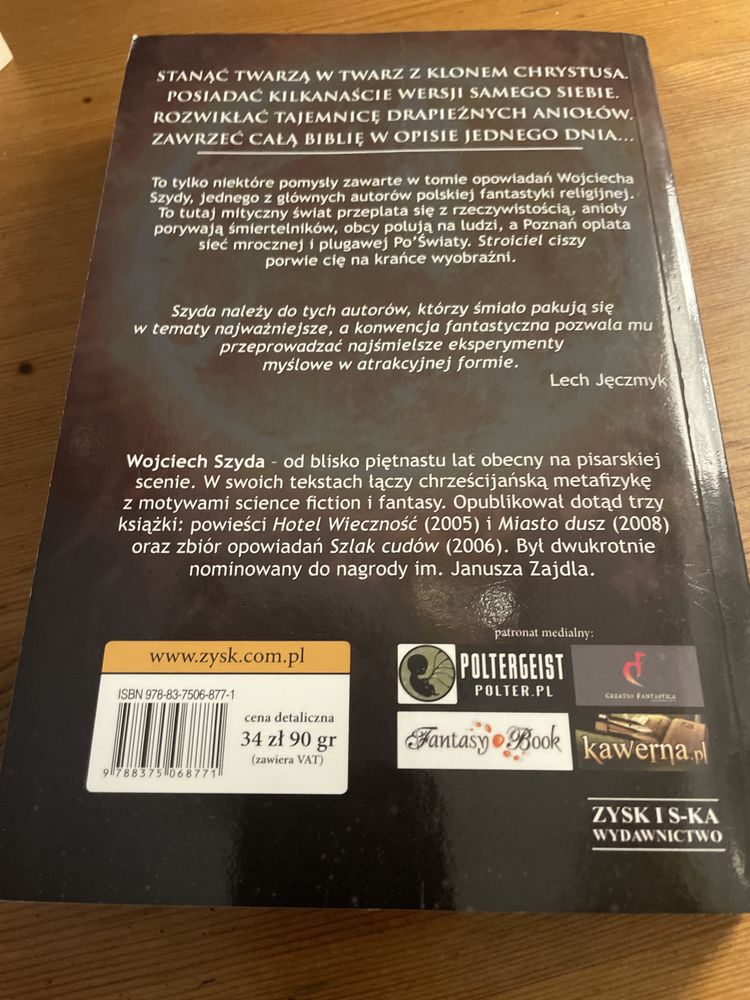 STANĄĆ TWARZĄ W TWARZ Z KLONEM CHRYSTUSA.
POSIADAĆ KILKANAŚCIE WERSJI SAMEGO SIEBIE.
ROZWIKŁAĆ TAJEMNICĘ DRAPIEŻNYCH ANIOŁÓW.
ZAWRZEĆ CAŁĄ BIBLIĘ W OPISIE JEDNEGO DNIA...
To tylko niektóre pomysły zawarte w tomie opowiadań Wojciecha
Szydy, jednego z głównych autorów polskiej fantastyki religijnej.
To tutaj mityczny świat przeplata się z rzeczywistością, anioły
porywają śmiertelników, obcy polują na ludzi, a Poznań oplata
sieć mrocznej i plugawej Po'Światy. Stroiciel ciszy
porwie cię na krańce wyobraźni.
Szyda należy do tych autorów, którzy śmiało pakują się
w tematy najważniejsze, a konwencja fantastyczna pozwala mu
przeprowadzać najśmielsze eksperymenty
myślowe w atrakcyjnej formie.
Lech Jęczmyk
Wojciech Szyda - od blisko piętnastu lat obecny na pisarskiej
scenie. W swoich tekstach łączy chrześcijańską metafizykę
z motywami science fiction i fantasy. Opublikował dotąd trzy
książki: powieści Hotel Wieczność (2005) i Miasto dusz (2008)
oraz zbiór opowiadań Szlak cudów (2006). Był dwukrotnie
nominowany do nagrody im. Janusza Zajdla.
patronat medialny:
www.zysk.com.pl
ISBN 978-83-7506-877-1
cena detaliczna
34 zł 90 gr
(zawiera VAT)
9 788375 068771
POLTERGEIST
POLTER.PL
CREATIO FANTASTICA
Fantasy Book
kawerna.pl
ZYSK I S-KA
WYDAWNICTWO